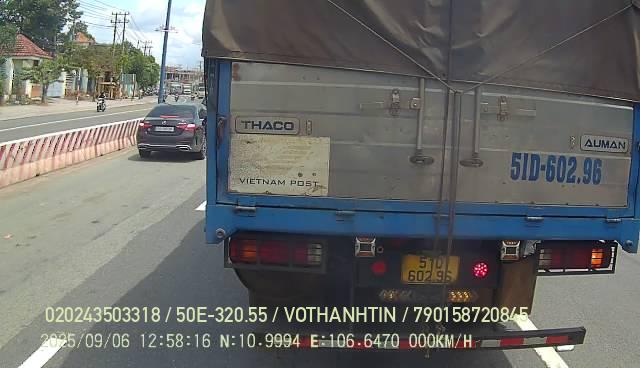 THACO
AUMAN
51D-602.96
VIETNAM POST
51D
602.96
020243503318 / 50E-320.55 / VOTHANHTIN / 790158720845
2025/09/06 12:58:16 N:10.9994 E:106.6470 000KM/H